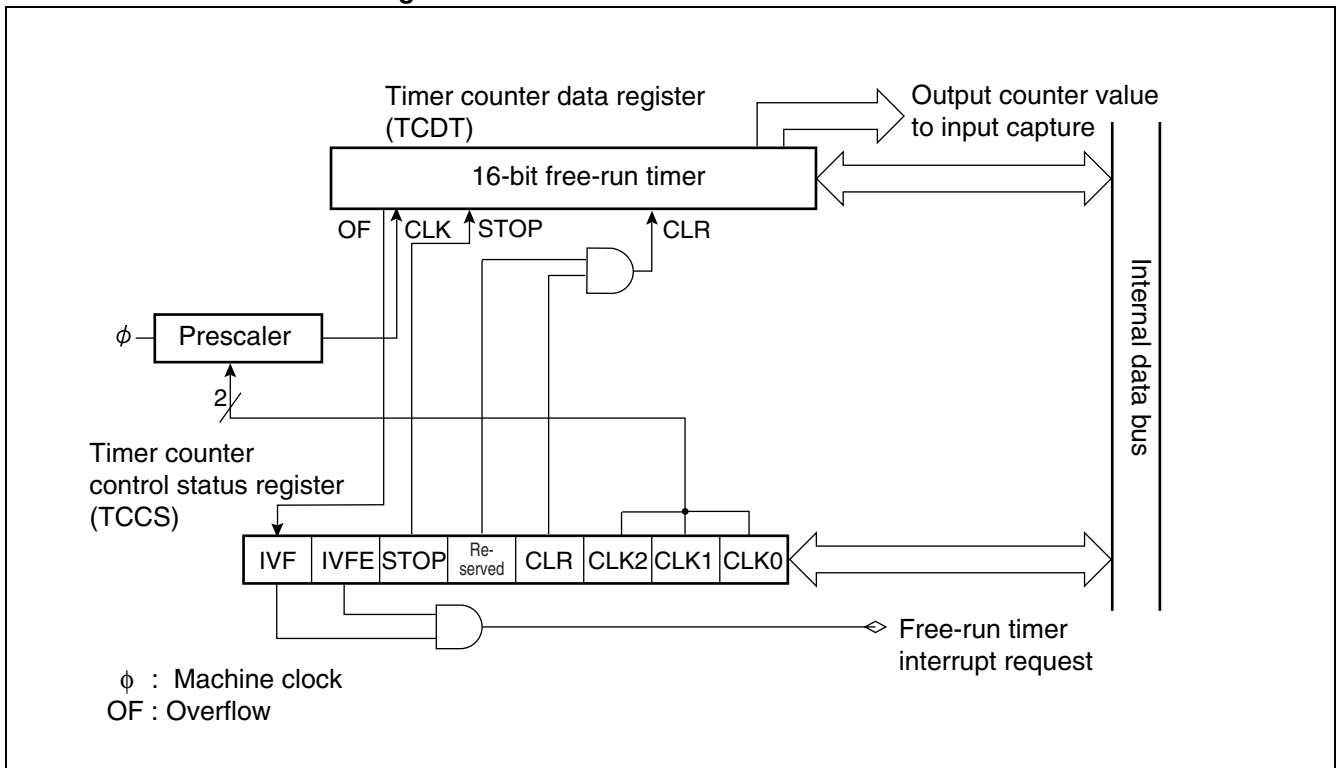 Timer counter data register
(TCDT)
Output counter value
to input capture
16-bit free-run timer
OF
CLK
STOP
CLR
Internal data bus
ϕ
Prescaler
2
Timer counter
control status register
(TCCS)
IVF
IVFE
STOP
Re-
served
CLR
CLK2
CLK1
CLK0
Free-run timer
interrupt request
ϕ : Machine clock
OF : Overflow